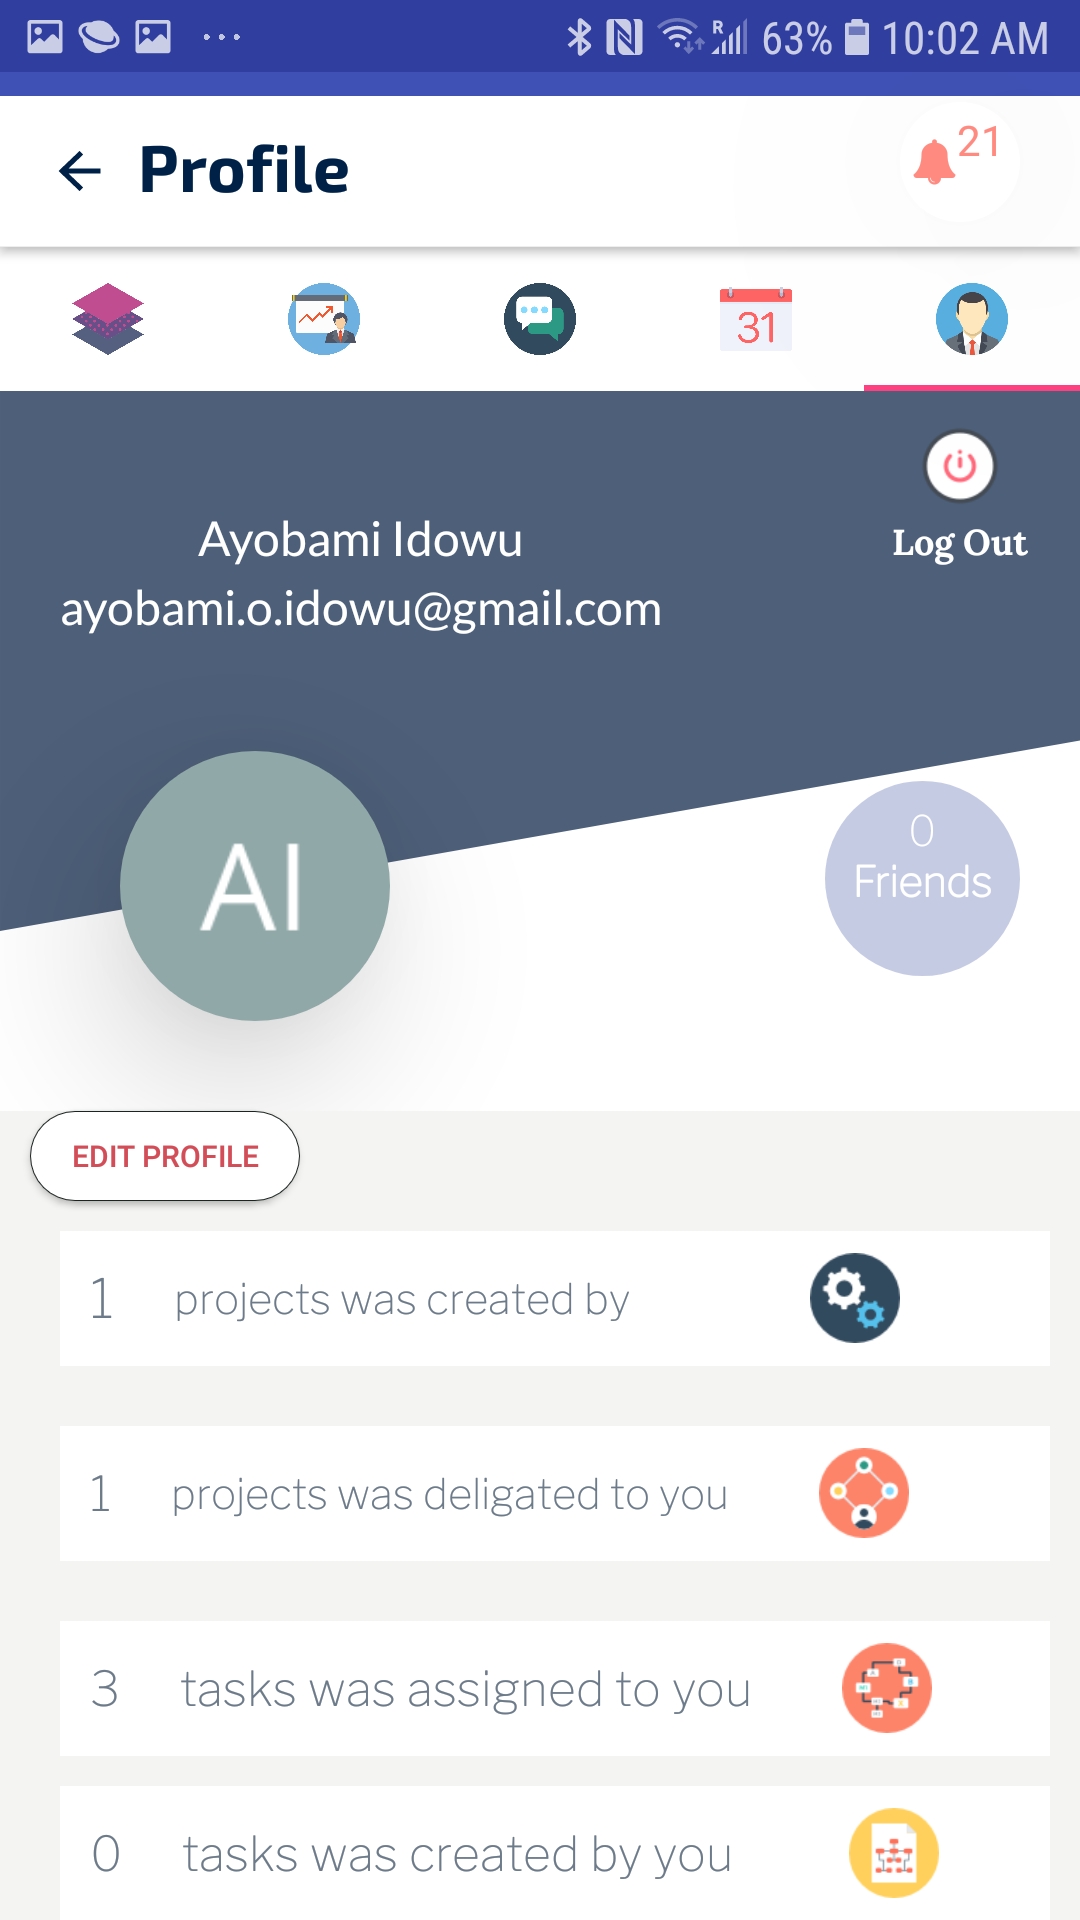 63% 10:02 AM
Profile
21
31
Log Out
Ayobami Idowu
ayobami.o.idowu@gmail.com
AI
0
Friends
EDIT PROFILE
1 projects was created by
1 projects was deligated to you
3 tasks was assigned to you
0 tasks was created by you